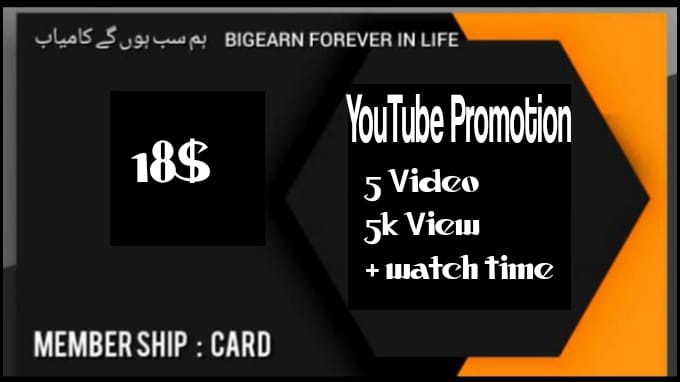 ہم سب ہوں گے کامیاب BIGEARN FOREVER IN LIFE
18$
YouTube Promotion
5 Video
5k View
+ watch time
MEMBER SHIP : CARD